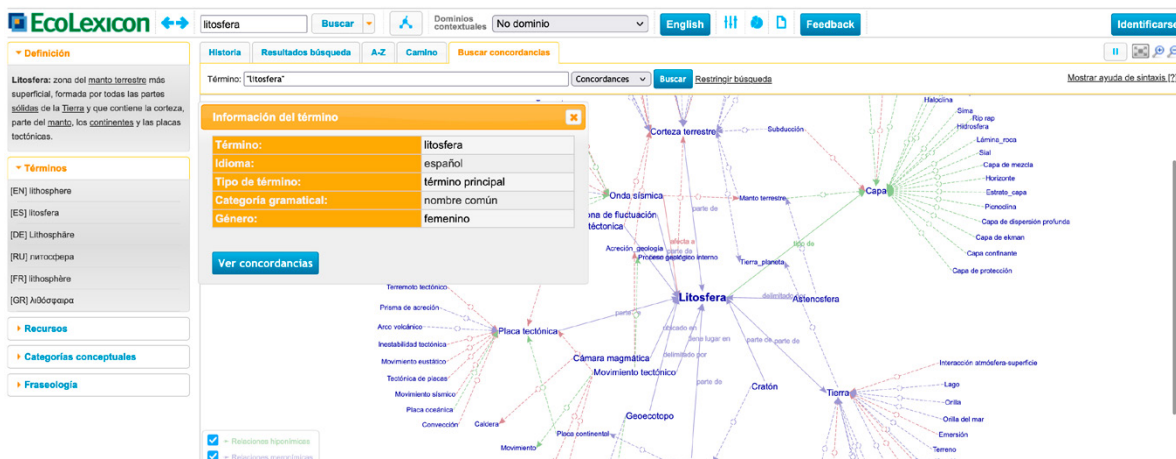 EcoLexicon
litosfera
Buscar
Dominios contextuales
No dominio
English
Feedback
Identificarse
Definición
Litosfera: zona del manto terrestre más
superficial, formada por todas las partes
sólidas de la Tierra y que contiene la corteza,
parte del manto, los continentes y las placas
tectónicas.
Términos
[EN] lithosphere
[ES] litosfera
[DE] Lithosphäre
[RU] литосфера
[FR] lithosphère
[GR] λιθόσφαιρα
Recursos
Categorías conceptuales
Fraseología
Historia
Resultados búsqueda
A-Z
Camino
Buscar concordancias
Término:
"litosfera"
Concordances
Buscar
Restringir búsqueda
Mostrar ayuda de sintaxis [?]
Información del término
Término: litosfera
Idioma: español
Tipo de término: término principal
Categoría gramatical: nombre común
Género: femenino
Ver concordancias
Corteza terrestre
Subducción
Haloclina
Sima
Rip rap
Hidrosfera
Lámina_roca
Sial
Capa de mezcla
Horizonte
Estrato_capa
Picnoclina
Capa de dispersión profunda
Capa de ekman
Capa confinante
Capa de protección
Capa
Onda sísmica
Manto terrestre
parte de
ona de fluctuación
téctonica
afecta a
Acreción_geología
parte de
Proceso geológico interno
Tierra_planeta
tipo de
Litosfera
delimitado por
Astenosfera
Terremoto tectónico
Prisma de acreción
Arco volcánico
Inestabilidad tectónica
Movimiento eustático
Tectónica de placas
Movimiento sísmico
Placa oceánica
Convección
Placa tectónica
parte
ubicado en
tiene lugar en
parte de
parte de
delimitado por
Cámara magmática
Movimiento tectónico
parte de
Cratón
Tierra
Interacción atmósfera-superficie
Lago
Orilla
Orilla del mar
Emersión
Terreno
Geoecotopo
Caldera
Placa continental
Movimiento
+ Relaciones hiponímicas
+ Relaciones meronímicas